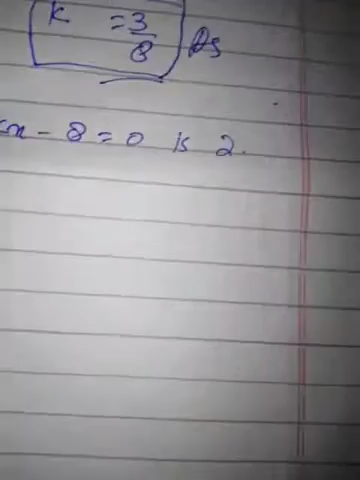 K = 3/8 Ans
x - 8 = 0 is 2.